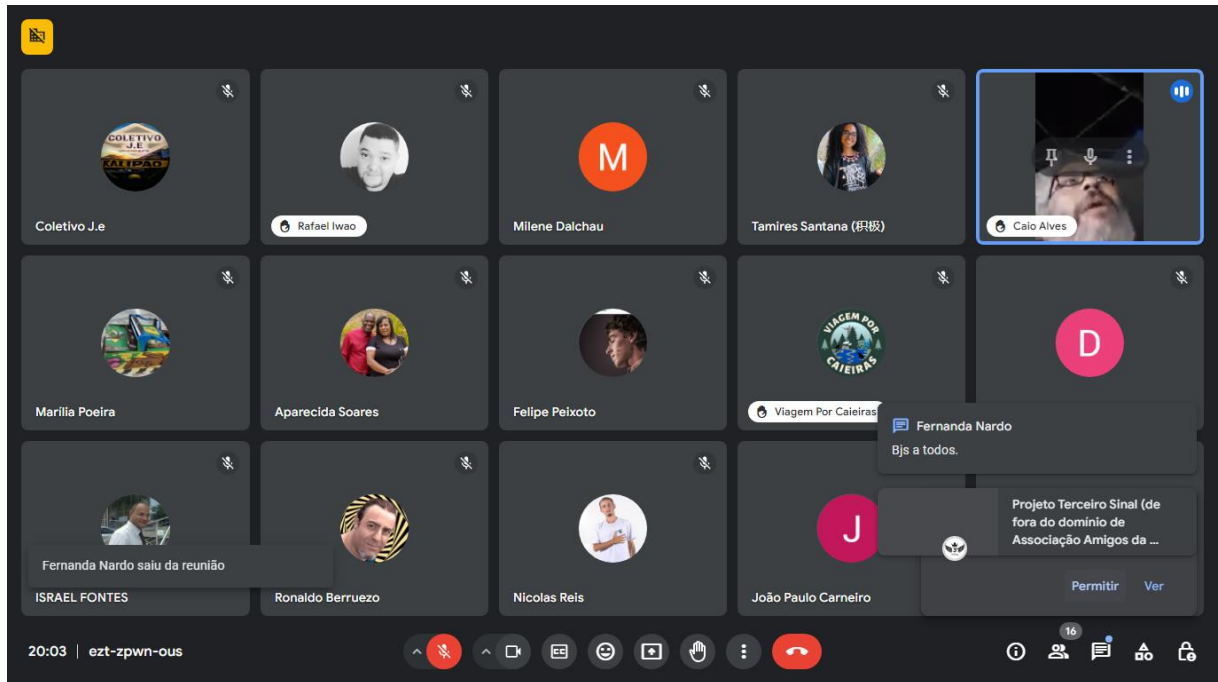 COLETIVO
J.E
KALIPÃO
Coletivo J.e
Rafael Iwao
M
Milene Dalchau
Tamires Santana (积极)
Caio Alves
Marília Poeira
Aparecida Soares
Felipe Peixoto
VIAGEM POR
CAIEIRAS
Viagem Por Caieiras
D
Fernanda Nardo
Bjs a todos.
Fernanda Nardo saiu da reunião
ISRAEL FONTES
Ronaldo Berruezo
Nicolas Reis
J
João Paulo Carneiro
Projeto Terceiro Sinal (de
fora do domínio de
Associação Amigos da ...
Permitir Ver
20:03 | ezt-zpwn-ous
CC
16